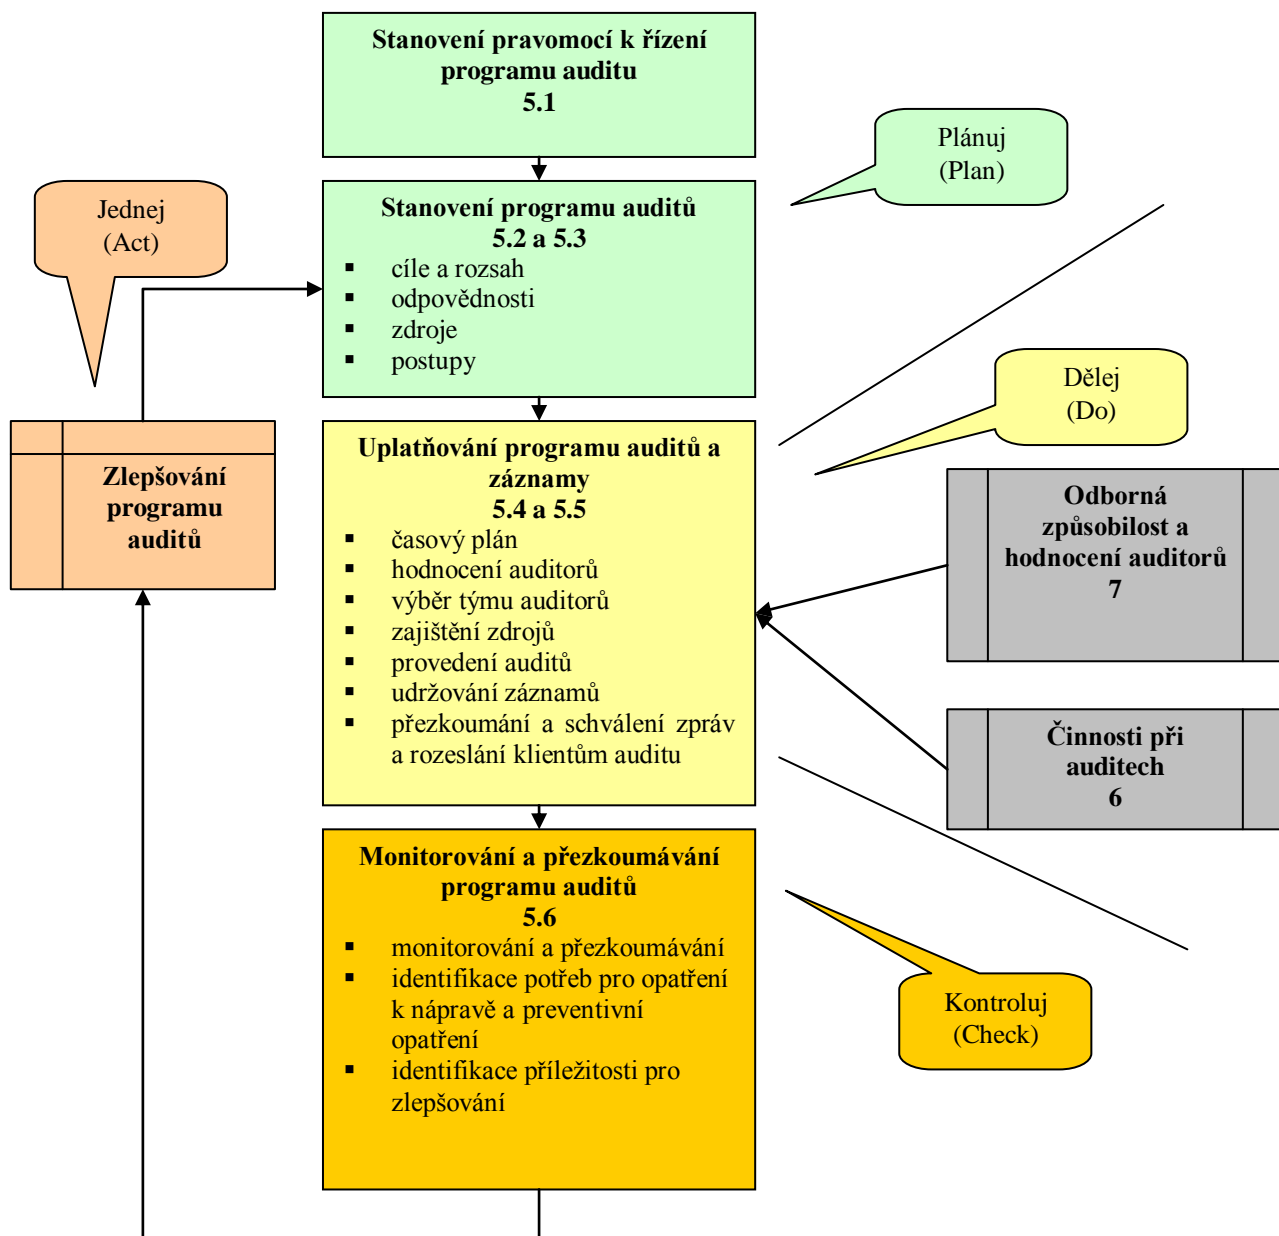 Stanovení pravomocí k řízení
programu auditu
5.1
Plánuj
(Plan)
Jednej
(Act)
Stanovení programu auditů
5.2 a 5.3
▪ cíle a rozsah
▪ odpovědnosti
▪ zdroje
▪ postupy
Dělej
(Do)
Uplatňování programu auditů a
záznamy
5.4 a 5.5
▪ časový plán
▪ hodnocení auditorů
▪ výběr týmu auditorů
▪ zajištění zdrojů
▪ provedení auditů
▪ udržování záznamů
▪ přezkoumání a schválení zpráv
a rozeslání klientům auditu
Zlepšování
programu
auditů
Odborná
způsobilost a
hodnocení auditorů
7
Činnosti při
auditech
6
Monitorování a přezkoumávání
programu auditů
5.6
▪ monitorování a přezkoumávání
▪ identifikace potřeb pro opatření
k nápravě a preventivní
opatření
▪ identifikace příležitosti pro
zlepšování
Kontroluj
(Check)